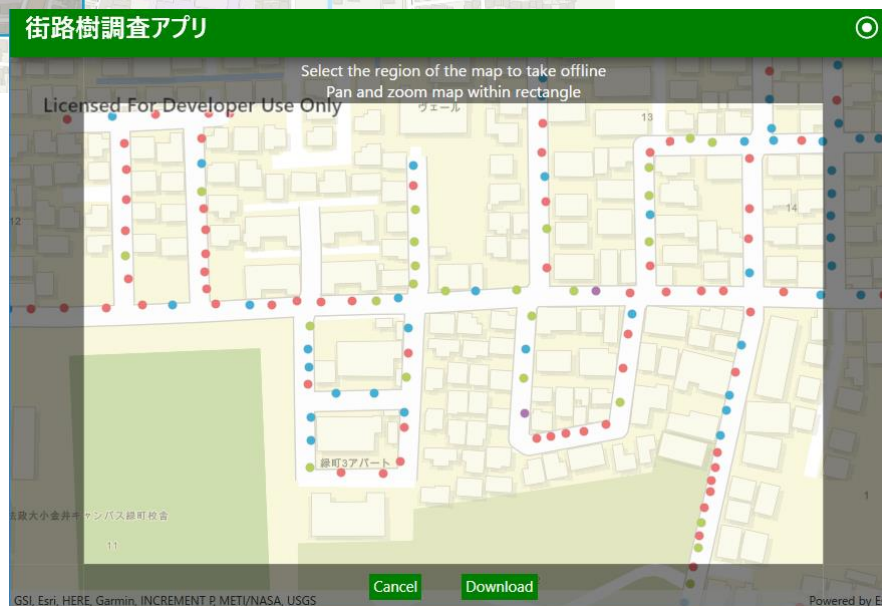 街路樹調査アプリ
Select the region of the map to take offline
Pan and zoom map within rectangle
Licensed For Developer Use Only
ヴェール
13
12
14
緑町3アパート
法政大小金井キャンパス緑町校舎
11
1
Cancel
Download
GSI, Esri, HERE, Garmin, INCREMENT P, METI/NASA, USGS
Powered by E